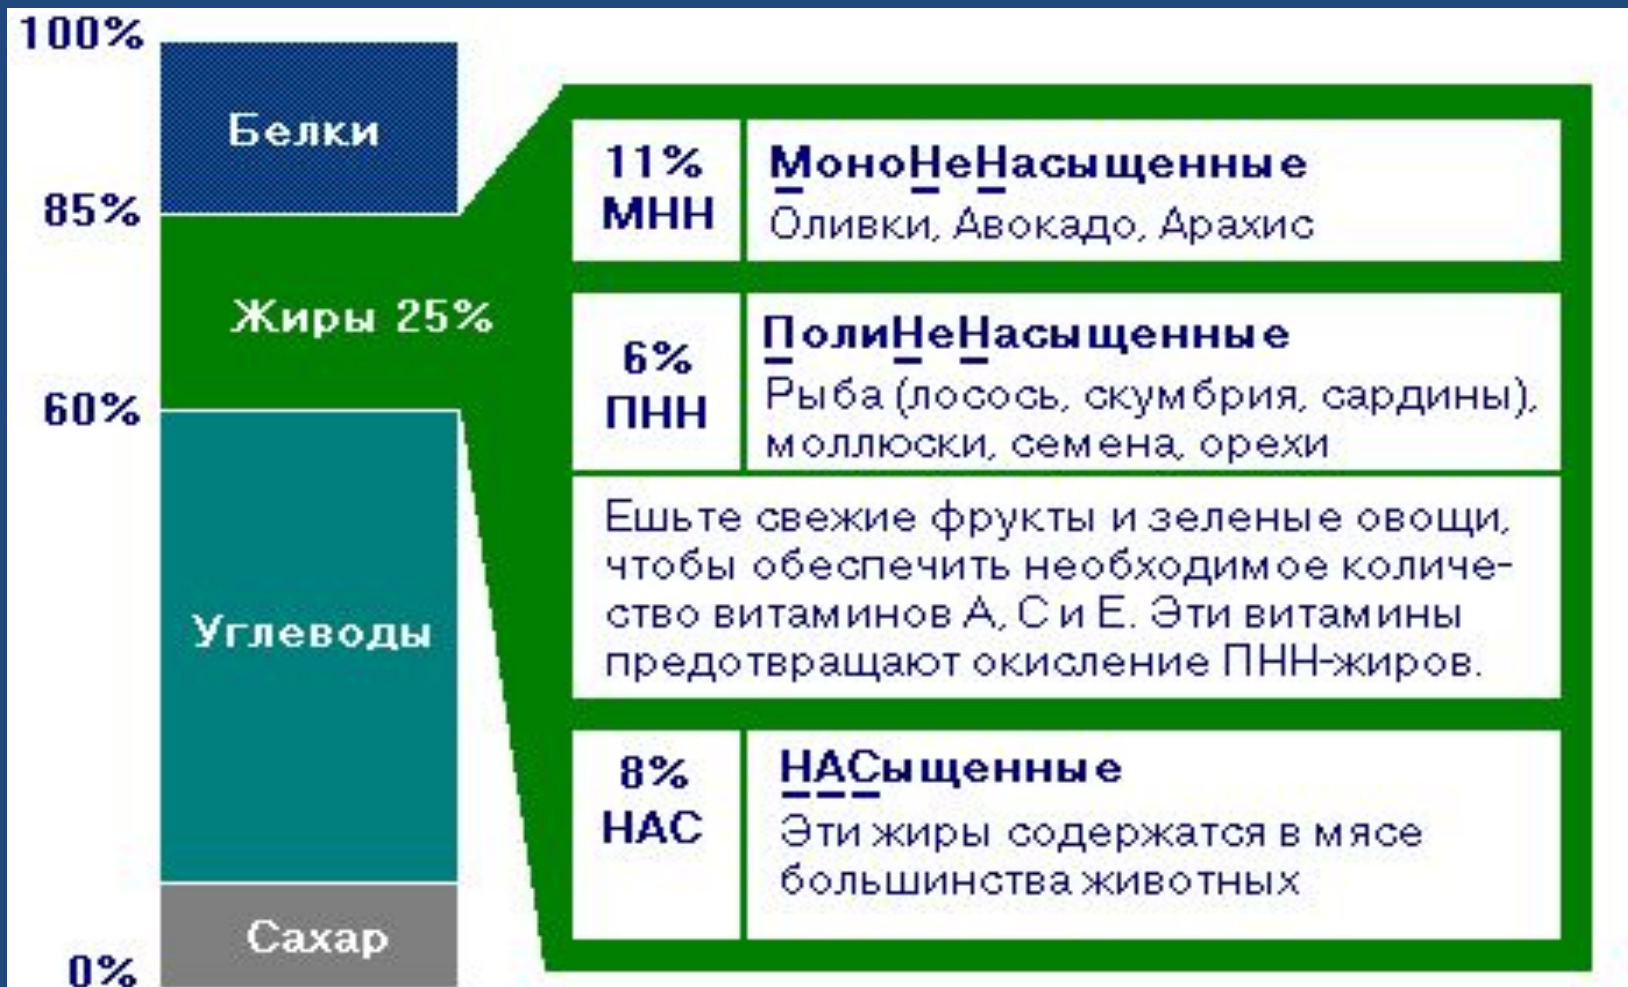 100%
Белки
85%
Жиры 25%
60%
Углеводы
Сахар
0%
11%
МНН
МоноНеНасыщенные
Оливки, Авокадо, Арахис
6%
ПНН
ПолиНеНасыщенные
Рыба (лосось, скумбрия, сардины),
моллюски, семена, орехи
Ешьте свежие фрукты и зеленые овощи,
чтобы обеспечить необходимое количе-
ство витаминов А, С и Е. Эти витамины
предотвращают окисление ПНН-жиров.
8%
НАС
НАСыщенные
Эти жиры содержатся в мясе
большинства животных